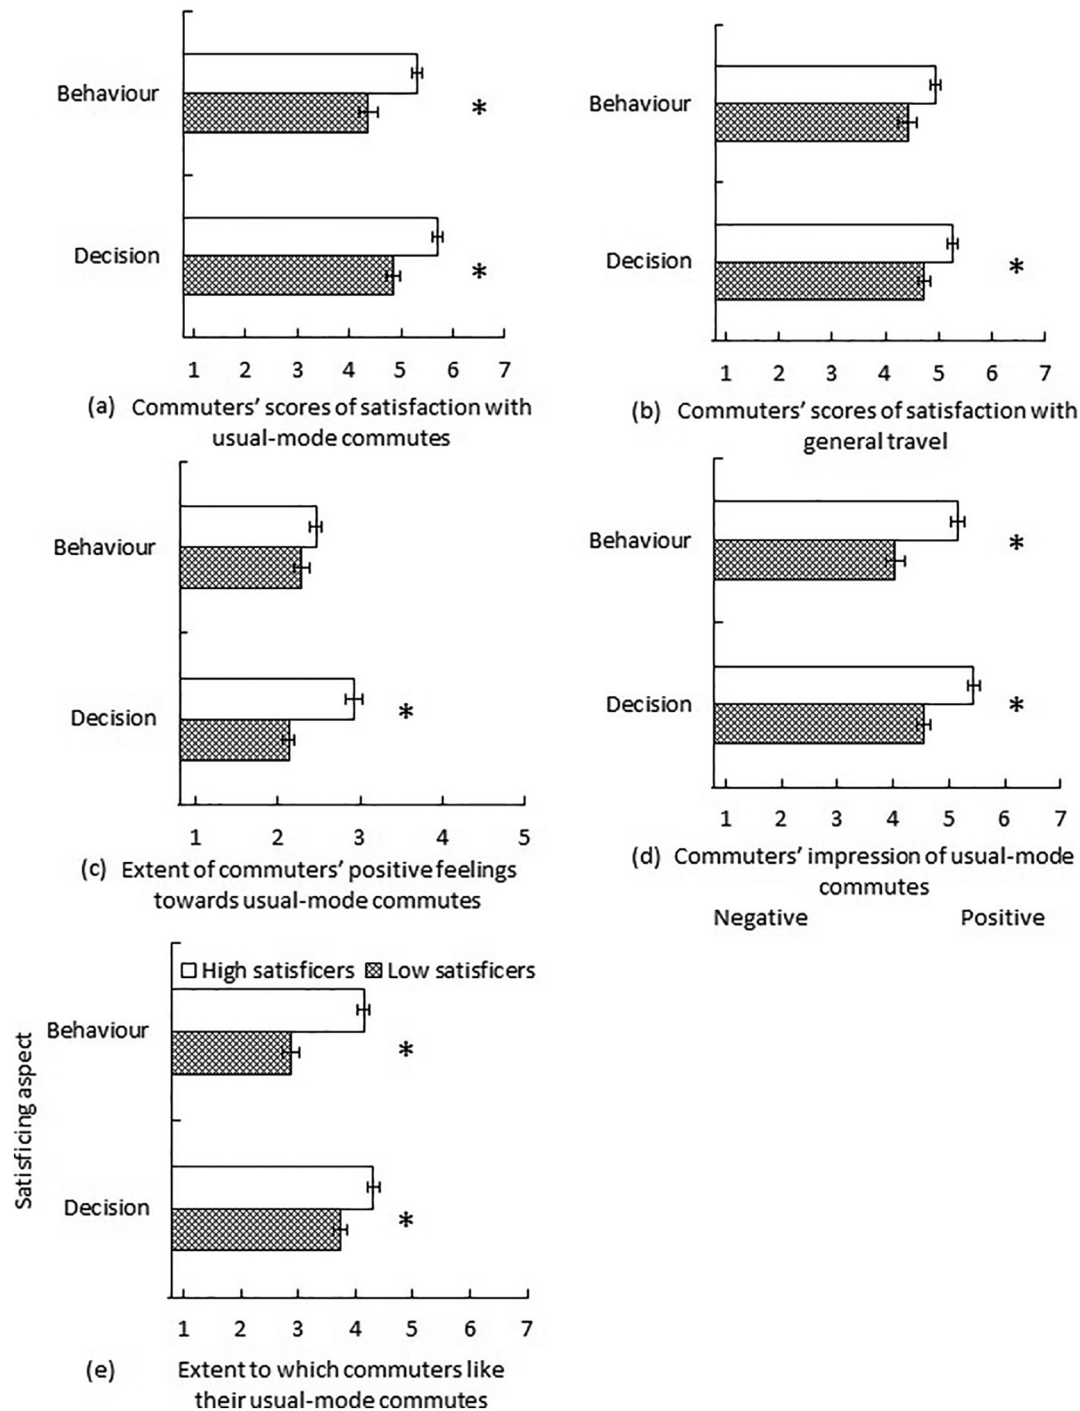 Behaviour
*
Decision
*
1 2 3 4 5 6 7
(a) Commuters' scores of satisfaction with
usual-mode commutes
Behaviour
Decision
*
1 2 3 4 5 6 7
(b) Commuters' scores of satisfaction with
general travel
Behaviour
Decision
*
1 2 3 4 5
(c) Extent of commuters' positive feelings
towards usual-mode commutes
Behaviour
*
Decision
*
1 2 3 4 5 6 7
(d) Commuters' impression of usual-mode
commutes
Negative Positive
High satisficers Low satisficers
Satisficing aspect
Behaviour
*
Decision
*
1 2 3 4 5 6 7
(e) Extent to which commuters like
their usual-mode commutes